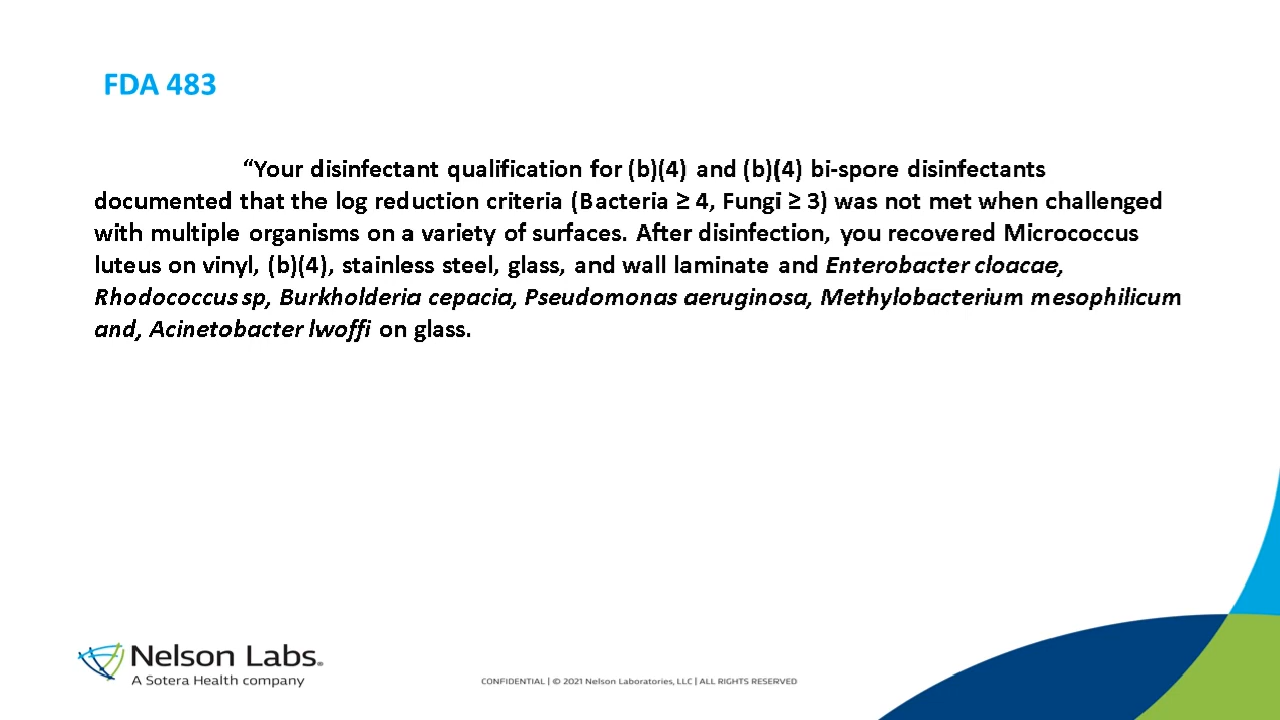 FDA 483
“Your disinfectant qualification for (b)(4) and (b)(4) bi-spore disinfectants
documented that the log reduction criteria (Bacteria ≥ 4, Fungi ≥ 3) was not met when challenged
with multiple organisms on a variety of surfaces. After disinfection, you recovered Micrococcus
luteus on vinyl, (b)(4), stainless steel, glass, and wall laminate and Enterobacter cloacae,
Rhodococcus sp, Burkholderia cepacia, Pseudomonas aeruginosa, Methylobacterium mesophilicum
and, Acinetobacter lwoffi on glass.
Nelson Labs®
A Sotera Health company
CONFIDENTIAL | © 2021 Nelson Laboratories, LLC | ALL RIGHTS RESERVED